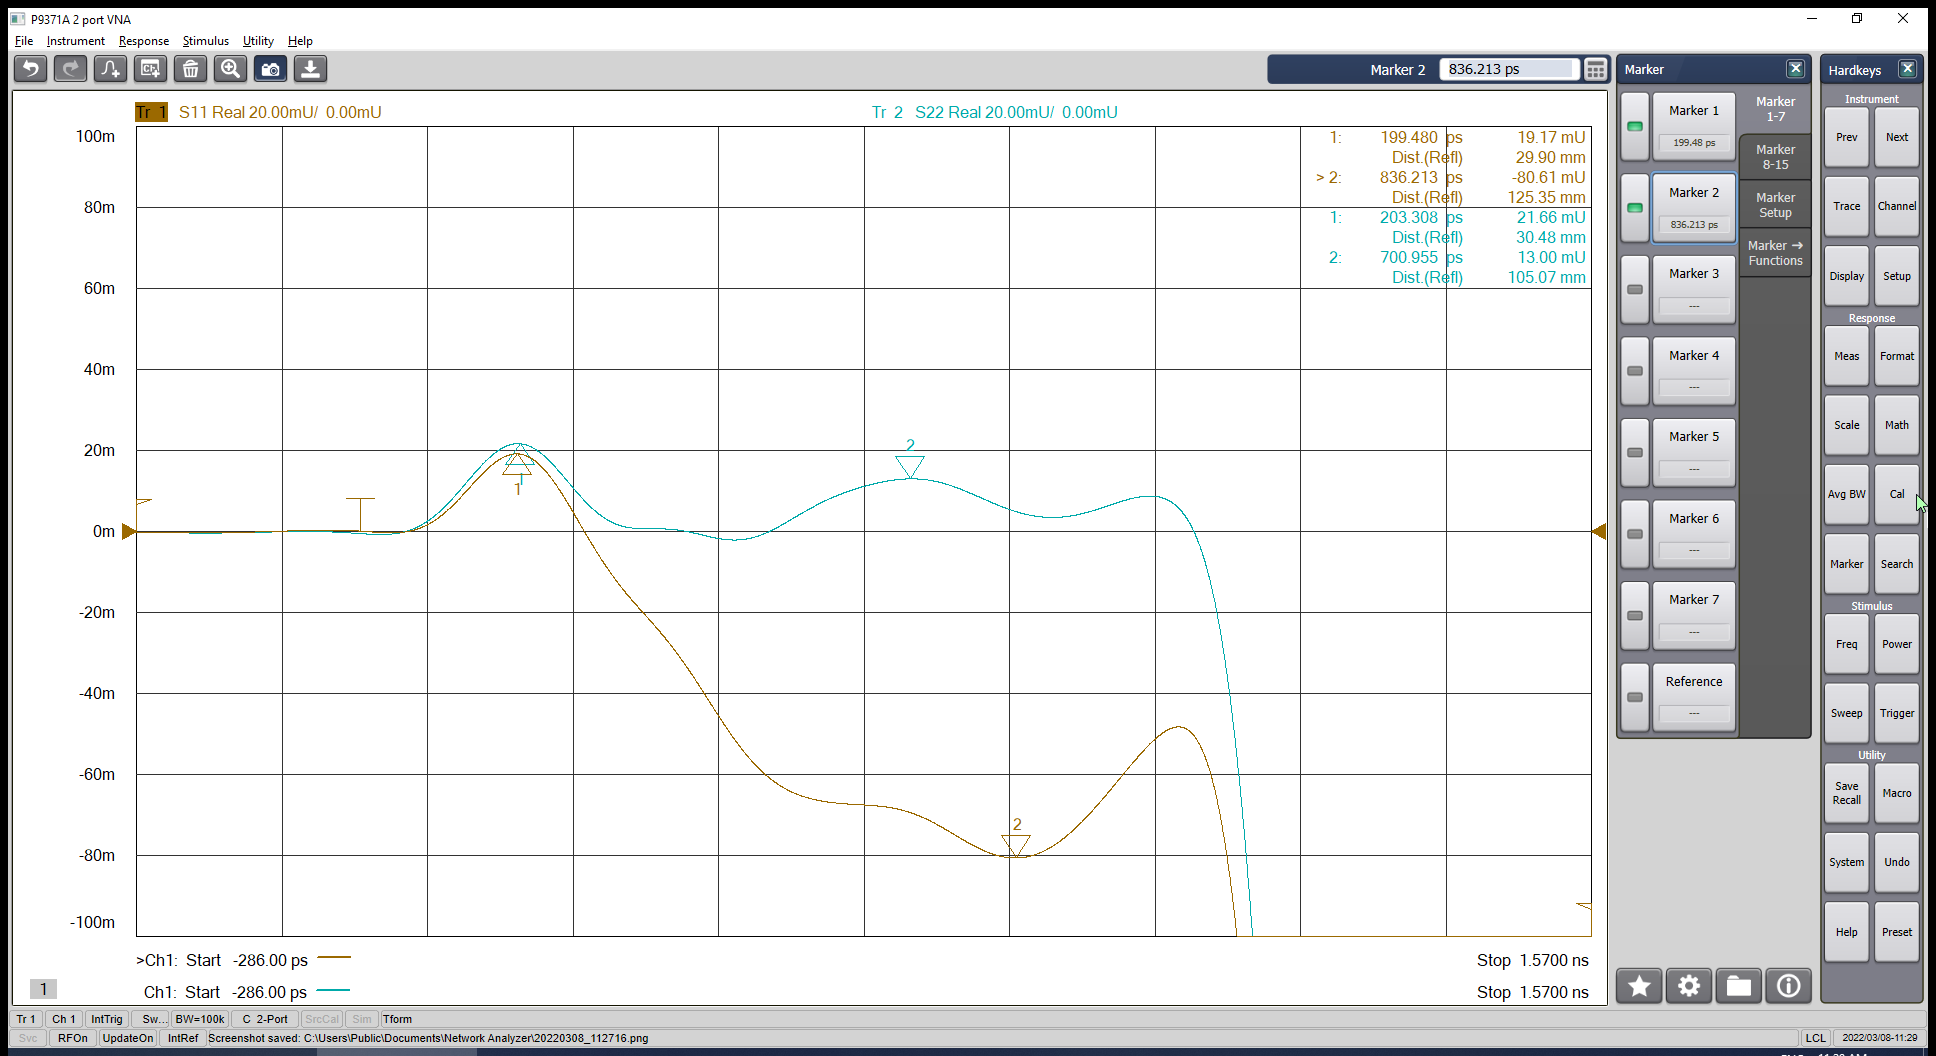 P9371A 2 port VNA
File Instrument Response Stimulus Utility Help
Marker 2 836.213 ps
Tr 1 S11 Real 20.00mU/ 0.00mU
Tr 2 S22 Real 20.00mU/ 0.00mU
100m
80m
60m
40m
20m
0m
-20m
-40m
-60m
-80m
-100m
1: 199.480 ps 19.17 mU
Dist.(Refl) 29.90 mm
> 2: 836.213 ps -80.61 mU
Dist.(Refl) 125.35 mm
1: 203.308 ps 21.66 mU
Dist.(Refl) 30.48 mm
2: 700.955 ps 13.00 mU
Dist.(Refl) 105.07 mm
1
1
2
2
>Ch1: Start -286.00 ps
Stop 1.5700 ns
Ch1: Start -286.00 ps
Stop 1.5700 ns
1
Marker
Marker 1
199.48 ps
Marker 2
836.213 ps
Marker 3
---
Marker 4
---
Marker 5
---
Marker 6
---
Marker 7
---
Reference
---
Marker
1-7
Marker
8-15
Marker
Setup
Marker →
Functions
Hardkeys
Instrument
Prev Next
Trace Channel
Display Setup
Response
Meas Format
Scale Math
Avg BW Cal
Marker Search
Stimulus
Freq Power
Sweep Trigger
Utility
Save
Recall
Macro
System Undo
Help Preset
Tr 1 Ch 1 IntTrig Sw... BW=100k C 2-Port SrcCal Sim Tform
Svc RFOn UpdateOn IntRef Screenshot saved: C:\Users\Public\Documents\Network Analyzer\20220308_112716.png
LCL 2022/03/08-11:29